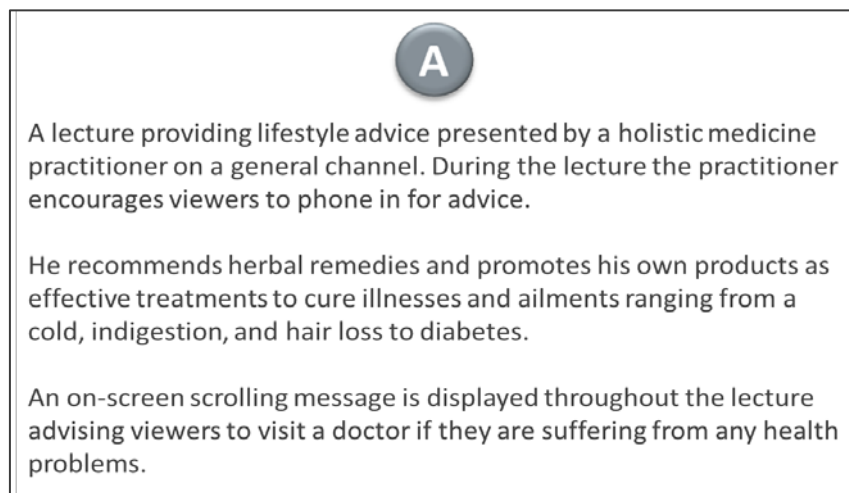 A
A lecture providing lifestyle advice presented by a holistic medicine
practitioner on a general channel. During the lecture the practitioner
encourages viewers to phone in for advice.
He recommends herbal remedies and promotes his own products as
effective treatments to cure illnesses and ailments ranging from a
cold, indigestion, and hair loss to diabetes.
An on-screen scrolling message is displayed throughout the lecture
advising viewers to visit a doctor if they are suffering from any health
problems.